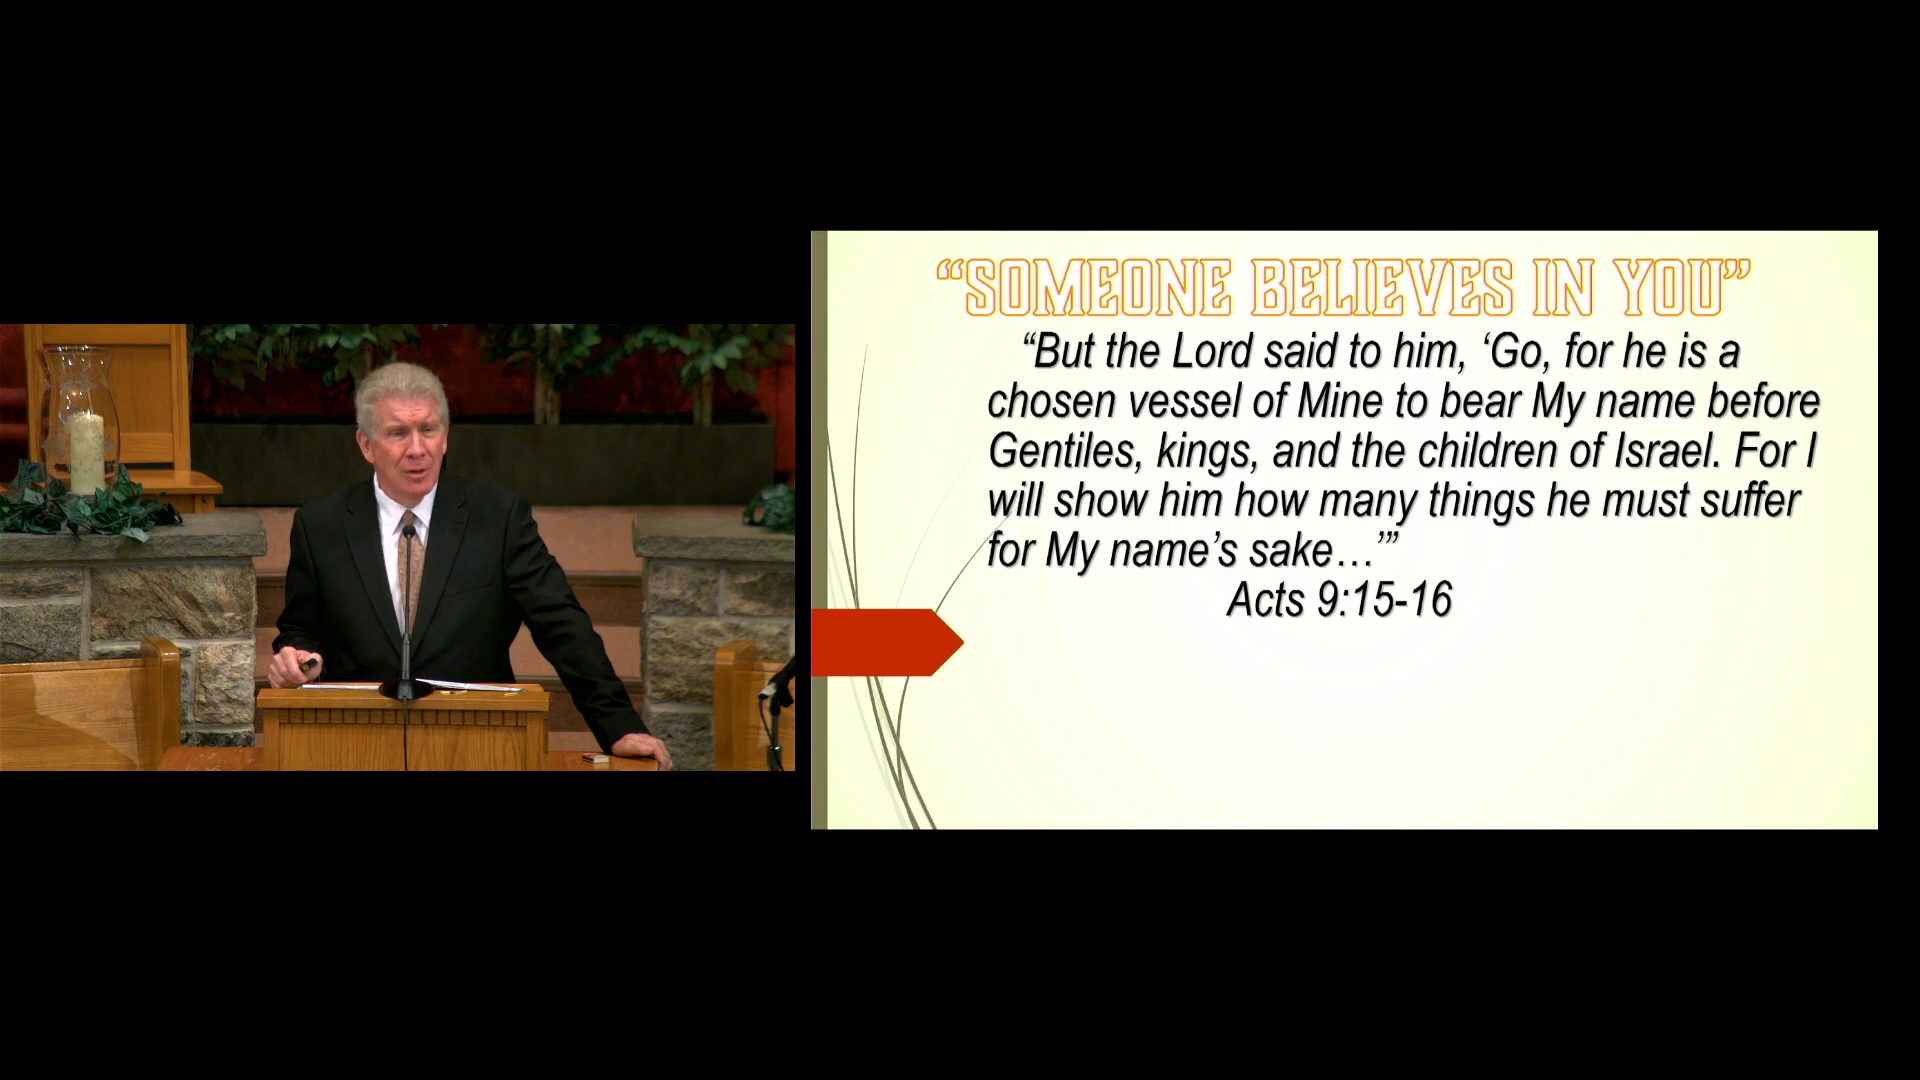 “SOMEONE BELIEVES IN YOU”
“But the Lord said to him, ‘Go, for he is a
chosen vessel of Mine to bear My name before
Gentiles, kings, and the children of Israel. For I
will show him how many things he must suffer
for My name’s sake…’”
Acts 9:15-16